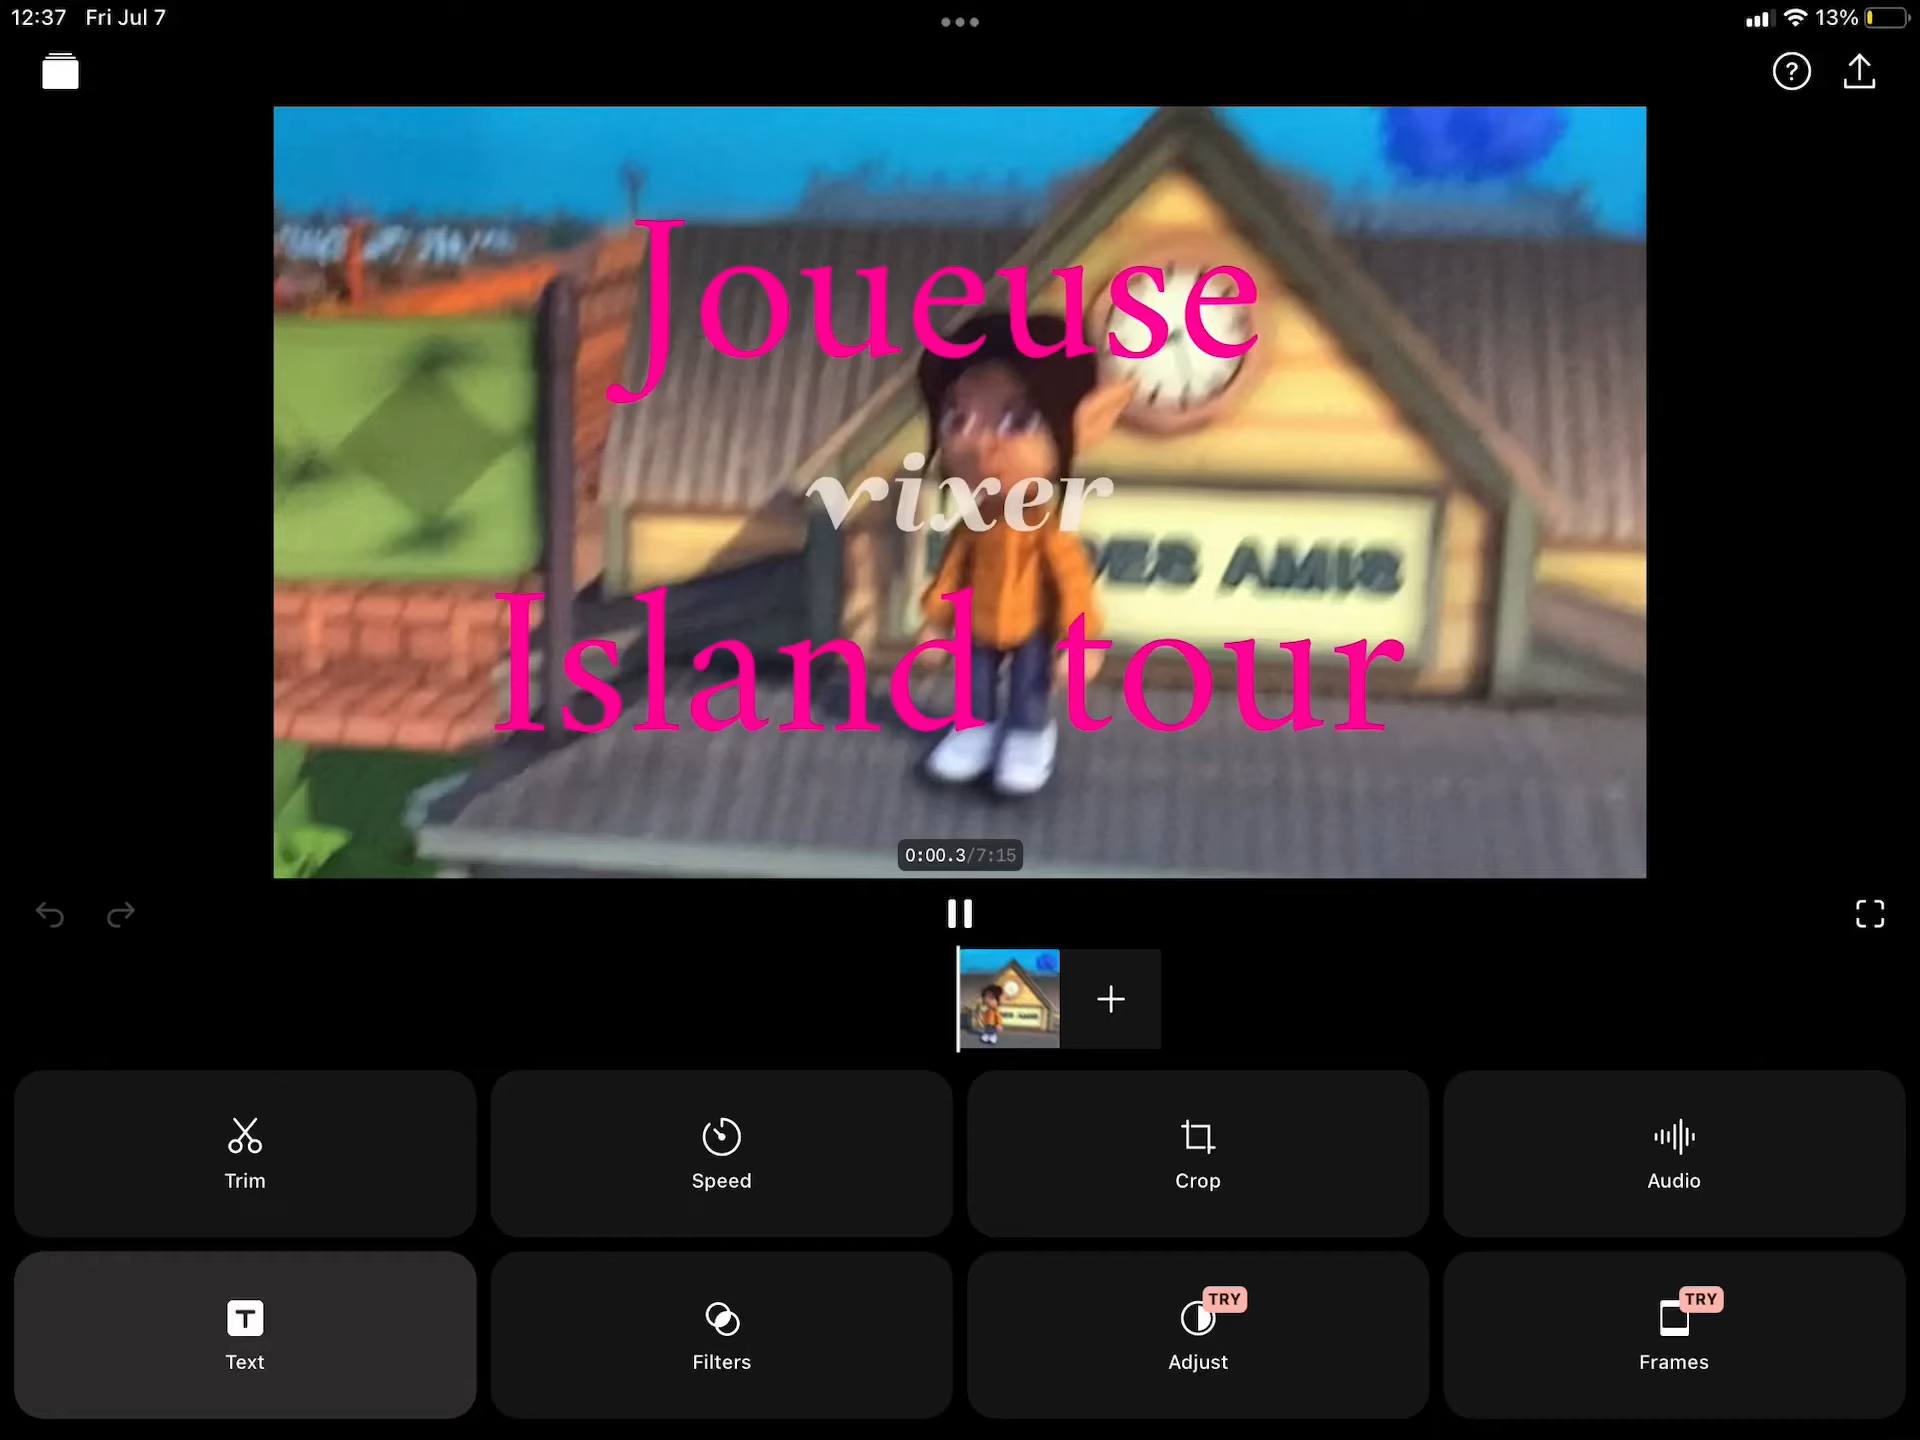 12:37 Fri Jul 7
13%
?
Joueuse
vixer
AMIS
Island tour
0:00.3/7:15
Trim
Speed
Crop
Audio
T
Text
Filters
TRY
Adjust
TRY
Frames